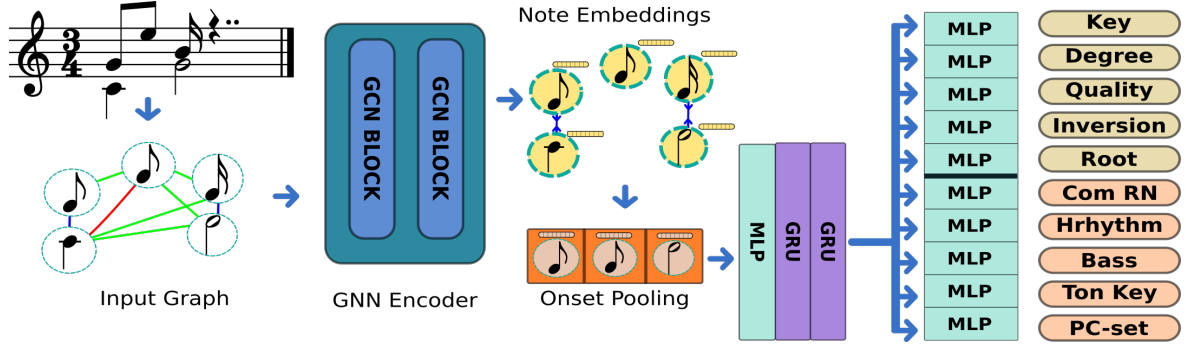 3
4
Input Graph
GCN BLOCK
GCN BLOCK
GNN Encoder
Note Embeddings
Onset Pooling
MLP
GRU
GRU
MLP
MLP
MLP
MLP
MLP
MLP
MLP
MLP
MLP
MLP
Key
Degree
Quality
Inversion
Root
Com RN
Hrhythm
Bass
Ton Key
PC-set